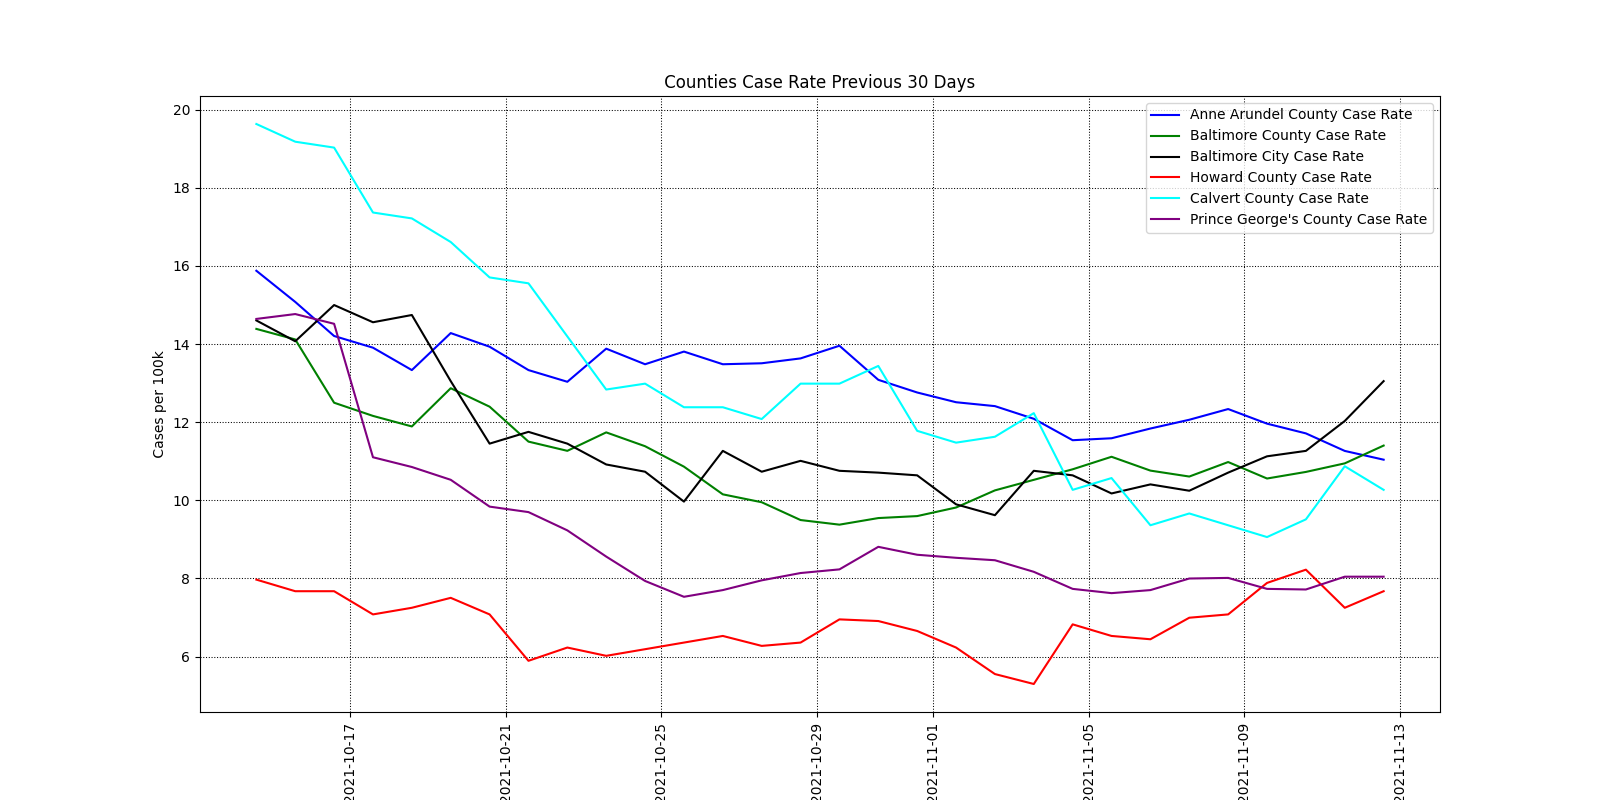 Counties Case Rate Previous 30 Days
Cases per 100k
20
18
16
14
12
10
8
6
Anne Arundel County Case Rate
Baltimore County Case Rate
Baltimore City Case Rate
Howard County Case Rate
Calvert County Case Rate
Prince George's County Case Rate
2021-10-17
2021-10-21
2021-10-25
2021-10-29
2021-11-01
2021-11-05
2021-11-09
2021-11-13